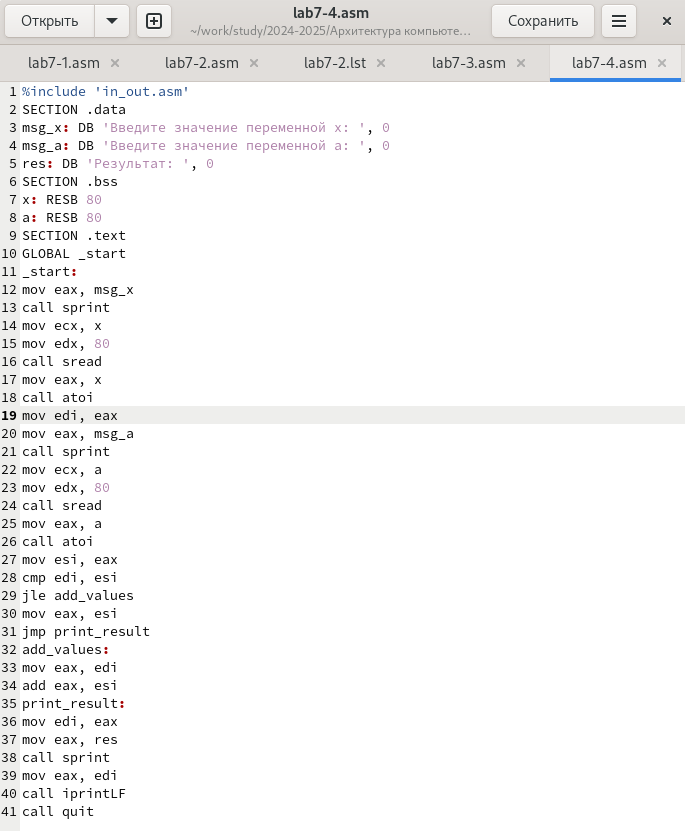 Открыть
lab7-4.asm
~/work/study/2024-2025/Архитектура компьюте...
Сохранить
lab7-1.asm
lab7-2.asm
lab7-2.lst
lab7-3.asm
lab7-4.asm
1 %include 'in_out.asm'
2 SECTION .data
3 msg_x: DB 'Введите значение переменной x: ', 0
4 msg_a: DB 'Введите значение переменной a: ', 0
5 res: DB 'Результат: ', 0
6 SECTION .bss
7 x: RESB 80
8 a: RESB 80
9 SECTION .text
10 GLOBAL _start
11 _start:
12 mov eax, msg_x
13 call sprint
14 mov ecx, x
15 mov edx, 80
16 call sread
17 mov eax, x
18 call atoi
19 mov edi, eax
20 mov eax, msg_a
21 call sprint
22 mov ecx, a
23 mov edx, 80
24 call sread
25 mov eax, a
26 call atoi
27 mov esi, eax
28 cmp edi, esi
29 jle add_values
30 mov eax, esi
31 jmp print_result
32 add_values:
33 mov eax, edi
34 add eax, esi
35 print_result:
36 mov edi, eax
37 mov eax, res
38 call sprint
39 mov eax, edi
40 call iprintLF
41 call quit